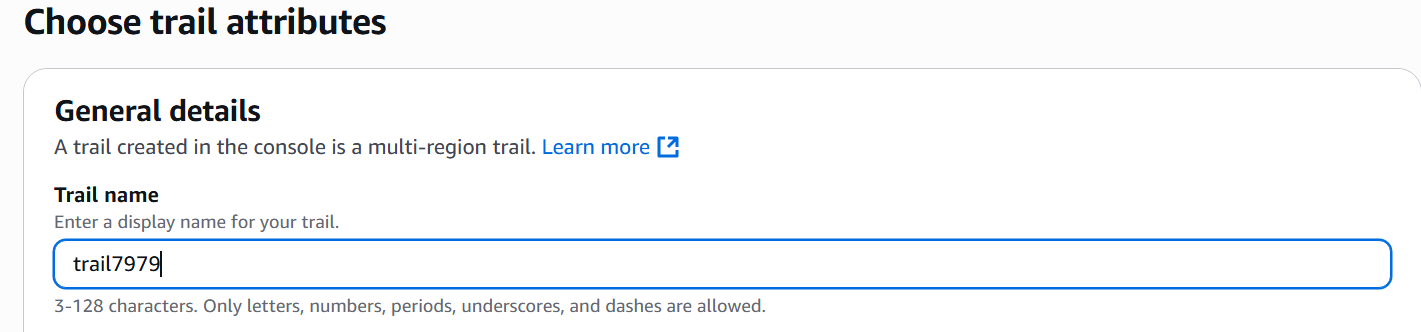 Choose trail attributes
General details
A trail created in the console is a multi-region trail. Learn more
Trail name
Enter a display name for your trail.
trail7979
3-128 characters. Only letters, numbers, periods, underscores, and dashes are allowed.